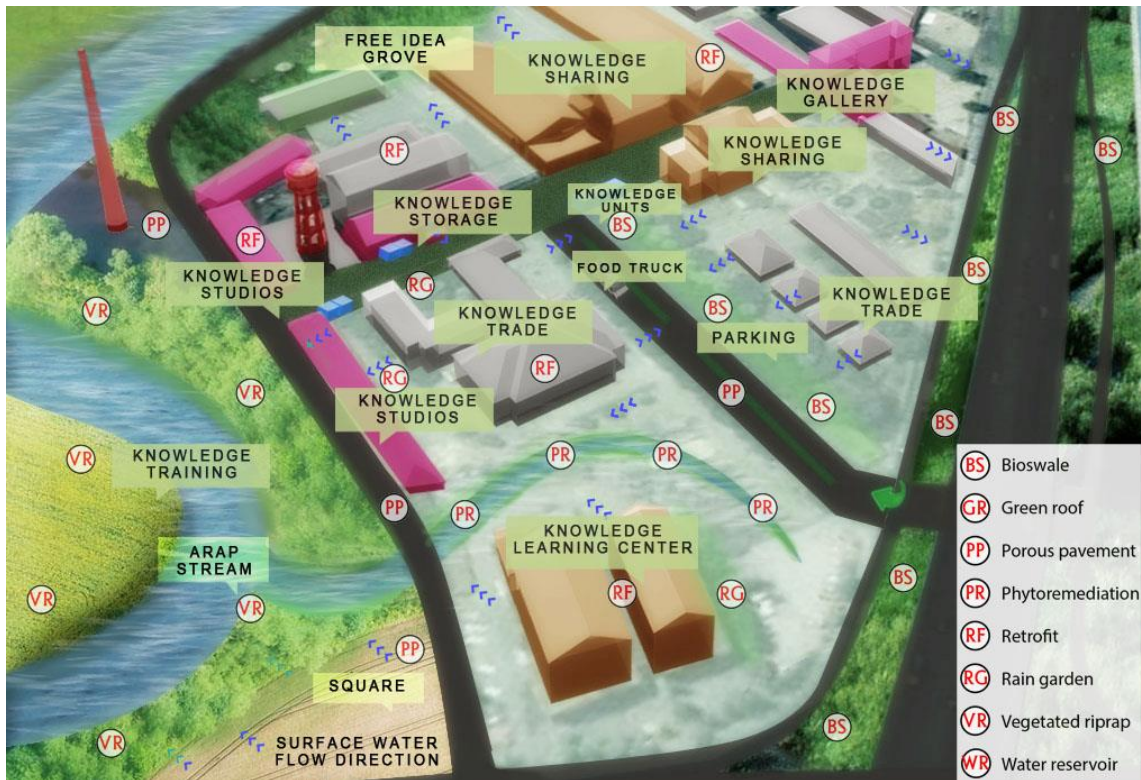 FREE IDEA
GROVE
KNOWLEDGE
SHARING
RF
KNOWLEDGE
GALLERY
BS
BS
RF
KNOWLEDGE
SHARING
KNOWLEDGE
STORAGE
KNOWLEDGE
UNITS
BS
PP
RF
KNOWLEDGE
STUDIOS
RG
FOOD TRUCK
BS
VR
KNOWLEDGE
TRADE
BS
PARKING
KNOWLEDGE
TRADE
RG
RF
VR
KNOWLEDGE
STUDIOS
PP
BS
BS
VR
KNOWLEDGE
TRAINING
PR
PR
PP
PR
PR
KNOWLEDGE
LEARNING CENTER
ARAP
STREAM
VR
VR
RF
RG
BS
PP
SQUARE
VR
SURFACE WATER
FLOW DIRECTION
BS
BS Bioswale
GR Green roof
PP Porous pavement
PR Phytoremediation
RF Retrofit
RG Rain garden
VR Vegetated riprap
WR Water reservoir